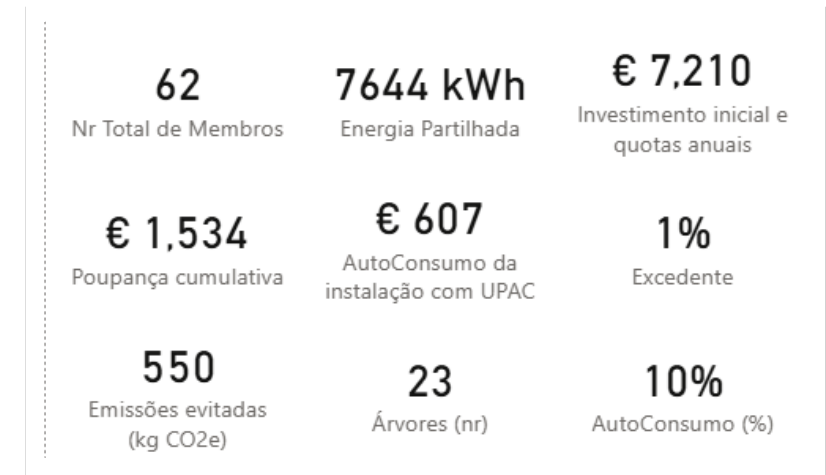 62
Nr Total de Membros
7644 kWh
Energia Partilhada
€ 7,210
Investimento inicial e
quotas anuais
€ 1,534
Poupança cumulativa
€ 607
AutoConsumo da
instalação com UPAC
1%
Excedente
550
Emissões evitadas
(kg CO2e)
23
Árvores (nr)
10%
AutoConsumo (%)